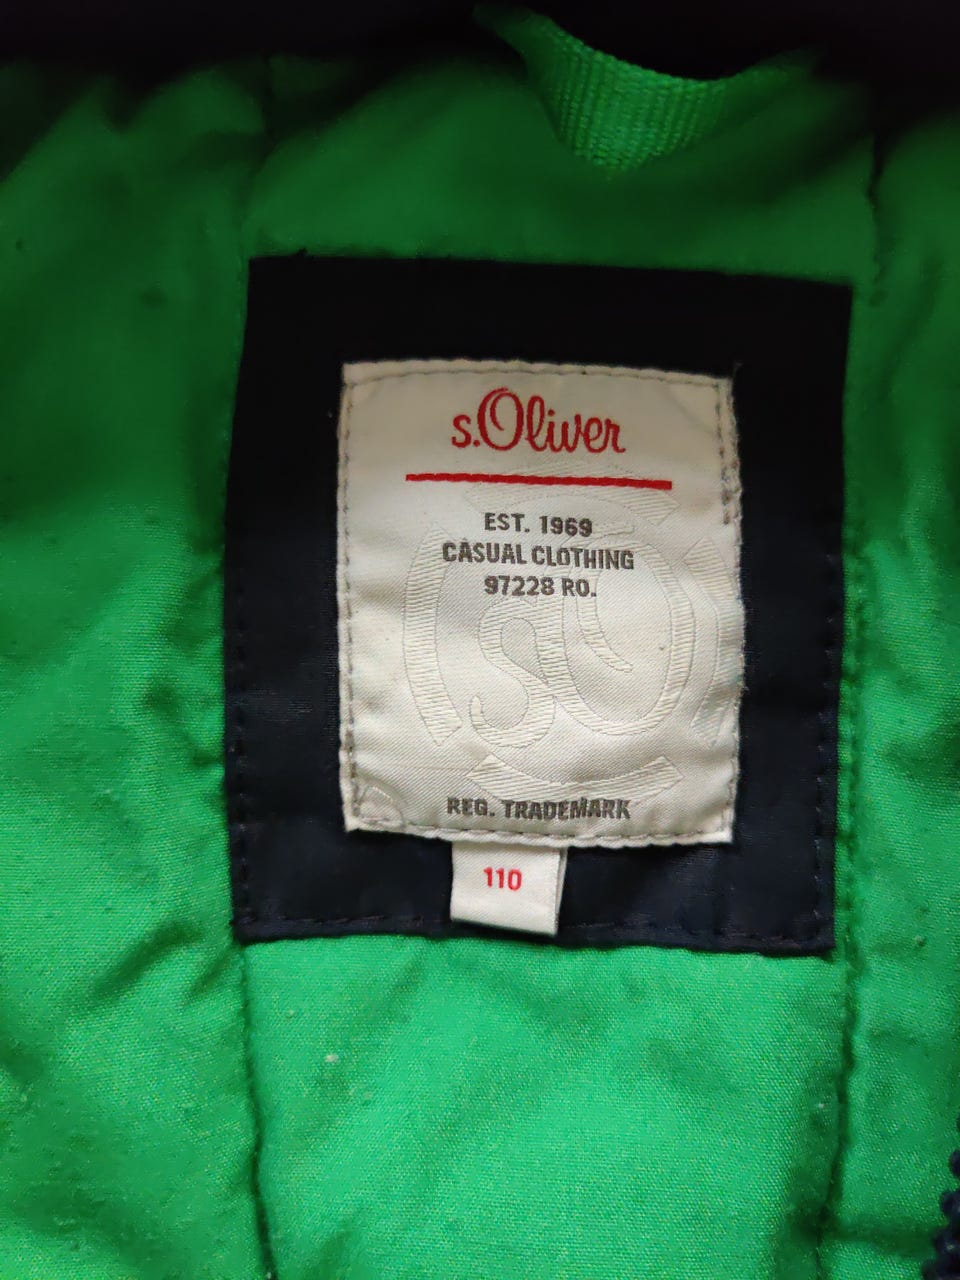 s.Oliver
EST. 1969
CASUAL CLOTHING
97228 RO.
REG. TRADEMARK
110